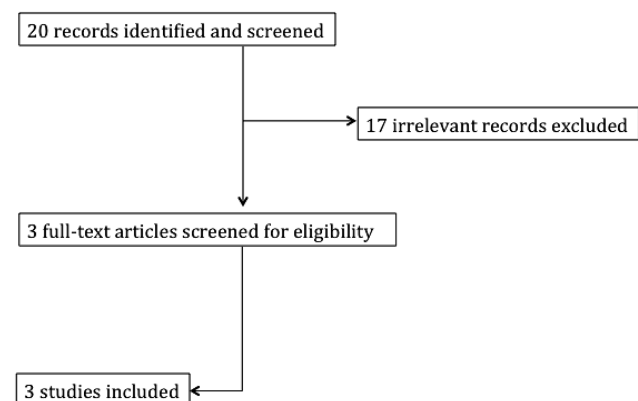 20 records identified and screened
17 irrelevant records excluded
3 full-text articles screened for eligibility
3 studies included